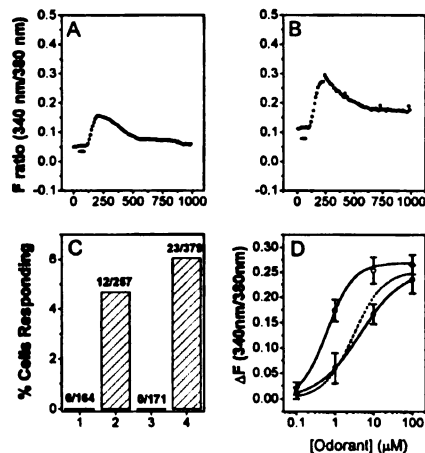 A
B
F ratio (340 nm/380 nm)
0.5
0.4
0.3
0.2
0.1
0.0
-0.1
0 250 500 750 1000
0.5
0.4
0.3
0.2
0.1
0.0
-0.1
0 250 500 750 1000
C
D
% Cells Responding
6
4
2
0
0/164
12/257
0/171
23/379
1 2 3 4
ΔF (340nm/380nm)
0.30
0.25
0.20
0.15
0.10
0.05
0.00
0.1 1 10 100
[Odorant] (μM)